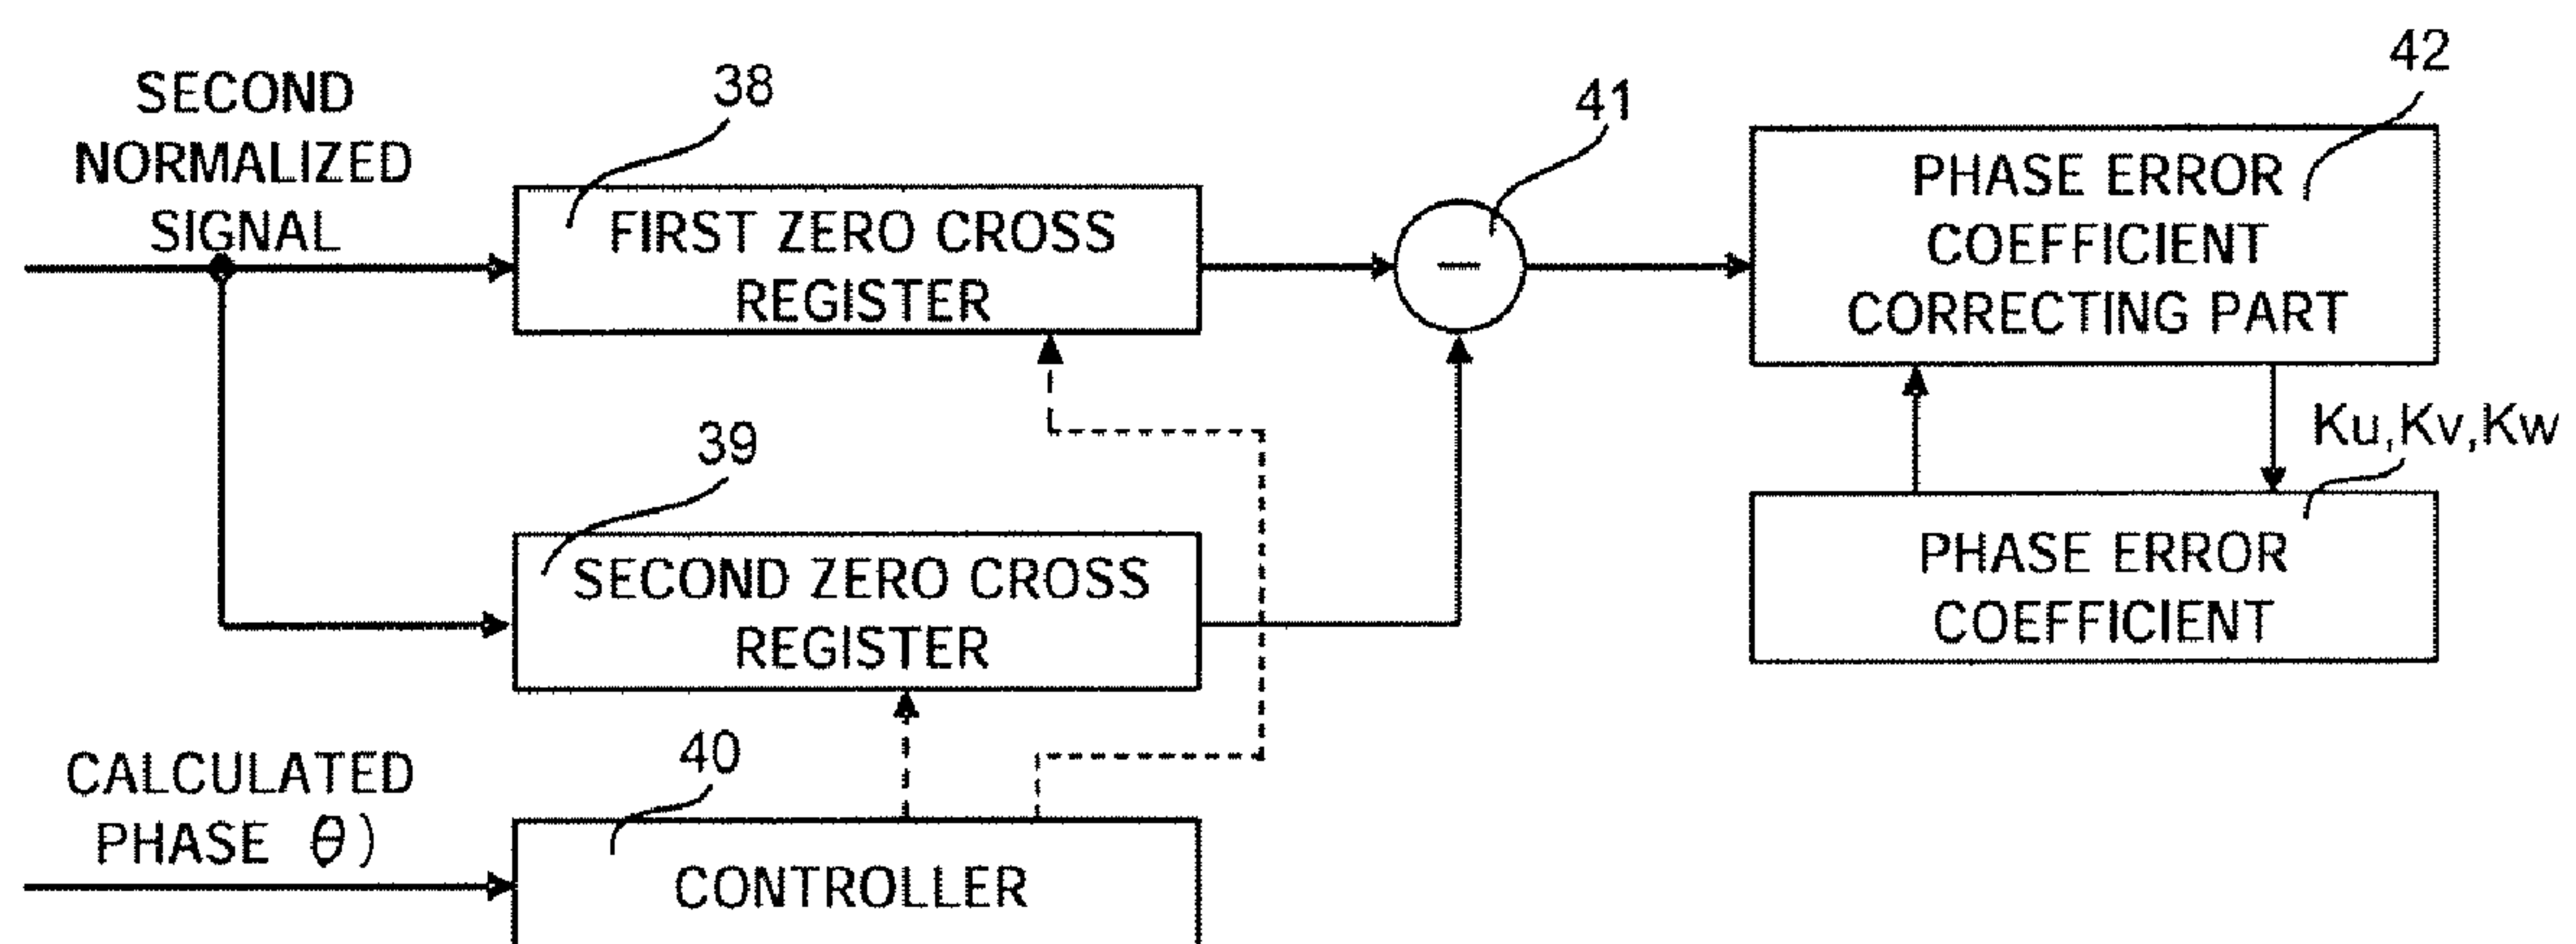 SECOND
NORMALIZED
SIGNAL
38
FIRST ZERO CROSS
REGISTER
41
−
42
PHASE ERROR
COEFFICIENT
CORRECTING PART
39
SECOND ZERO CROSS
REGISTER
Ku,Kv,Kw
PHASE ERROR
COEFFICIENT
CALCULATED
PHASE θ)
40
CONTROLLER